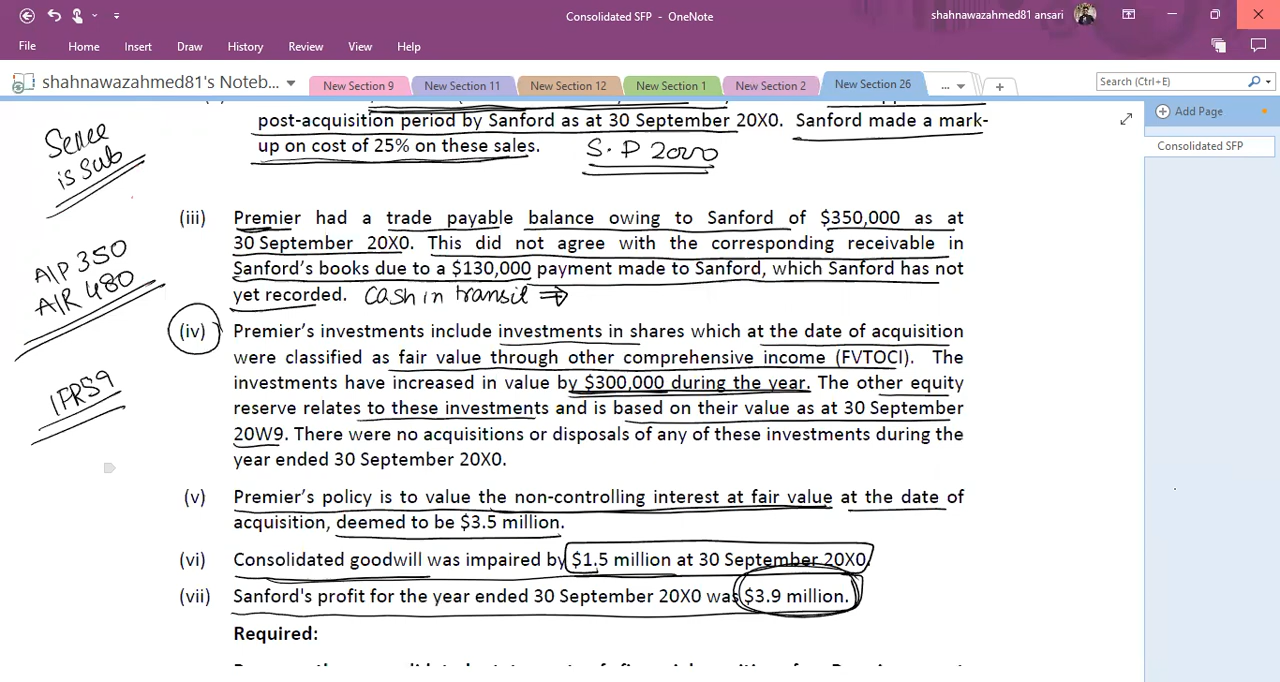 Consolidated SFP - OneNote
shahnawazahmed81 ansari
File Home Insert Draw History Review View Help
shahnawazahmed81's Noteb...
New Section 9
New Section 11
New Section 12
New Section 1
New Section 2
New Section 26
...
Search (Ctrl+E)
Add Page
Consolidated SFP
post-acquisition period by Sanford as at 30 September 20X0. Sanford made a mark-
up on cost of 25% on these sales.
S.P 2000
is sub
(iii) Premier had a trade payable balance owing to Sanford of $350,000 as at
30 September 20X0. This did not agree with the corresponding receivable in
Sanford's books due to a $130,000 payment made to Sanford, which Sanford has not
yet recorded. Cash in transit ⇒
A/P 350
A/R 480
(iv) Premier's investments include investments in shares which at the date of acquisition
were classified as fair value through other comprehensive income (FVTOCI). The
investments have increased in value by $300,000 during the year. The other equity
reserve relates to these investments and is based on their value as at 30 September
20W9. There were no acquisitions or disposals of any of these investments during the
year ended 30 September 20X0.
IFRS9
(v) Premier's policy is to value the non-controlling interest at fair value at the date of
acquisition, deemed to be $3.5 million.
(vi) Consolidated goodwill was impaired by $1.5 million at 30 September 20X0.
(vii) Sanford's profit for the year ended 30 September 20X0 was $3.9 million.
Required: